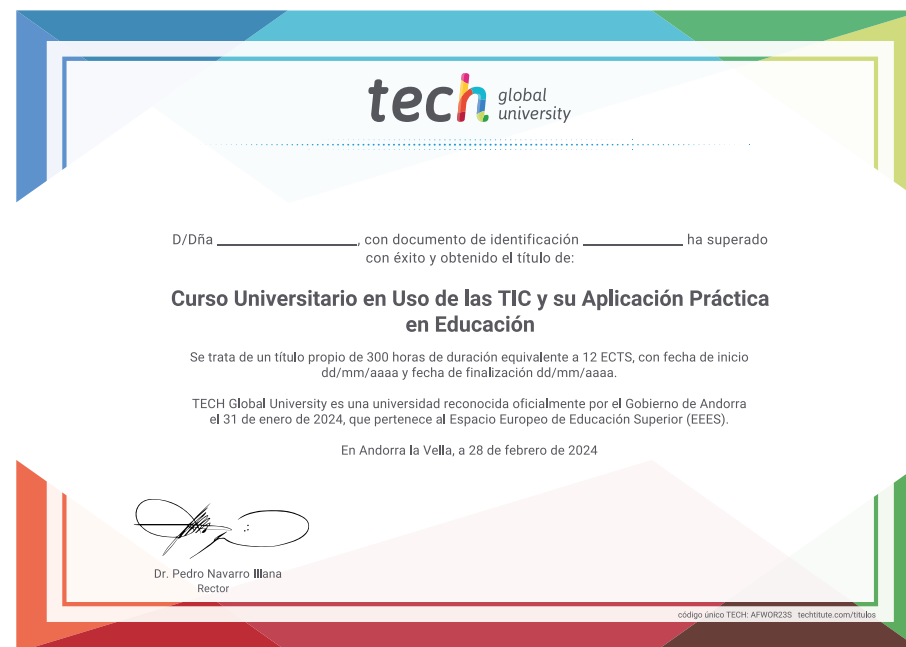 tech global university
D/Dña ____________________, con documento de identificación ______________ ha superado
con éxito y obtenido el título de:
Curso Universitario en Uso de las TIC y su Aplicación Práctica
en Educación
Se trata de un título propio de 300 horas de duración equivalente a 12 ECTS, con fecha de inicio
dd/mm/aaaa y fecha de finalización dd/mm/aaaa.
TECH Global University es una universidad reconocida oficialmente por el Gobierno de Andorra
el 31 de enero de 2024, que pertenece al Espacio Europeo de Educación Superior (EEES).
En Andorra la Vella, a 28 de febrero de 2024
Dr. Pedro Navarro Illana
Rector
código único TECH: AFWOR23S techtitute.com/titulos